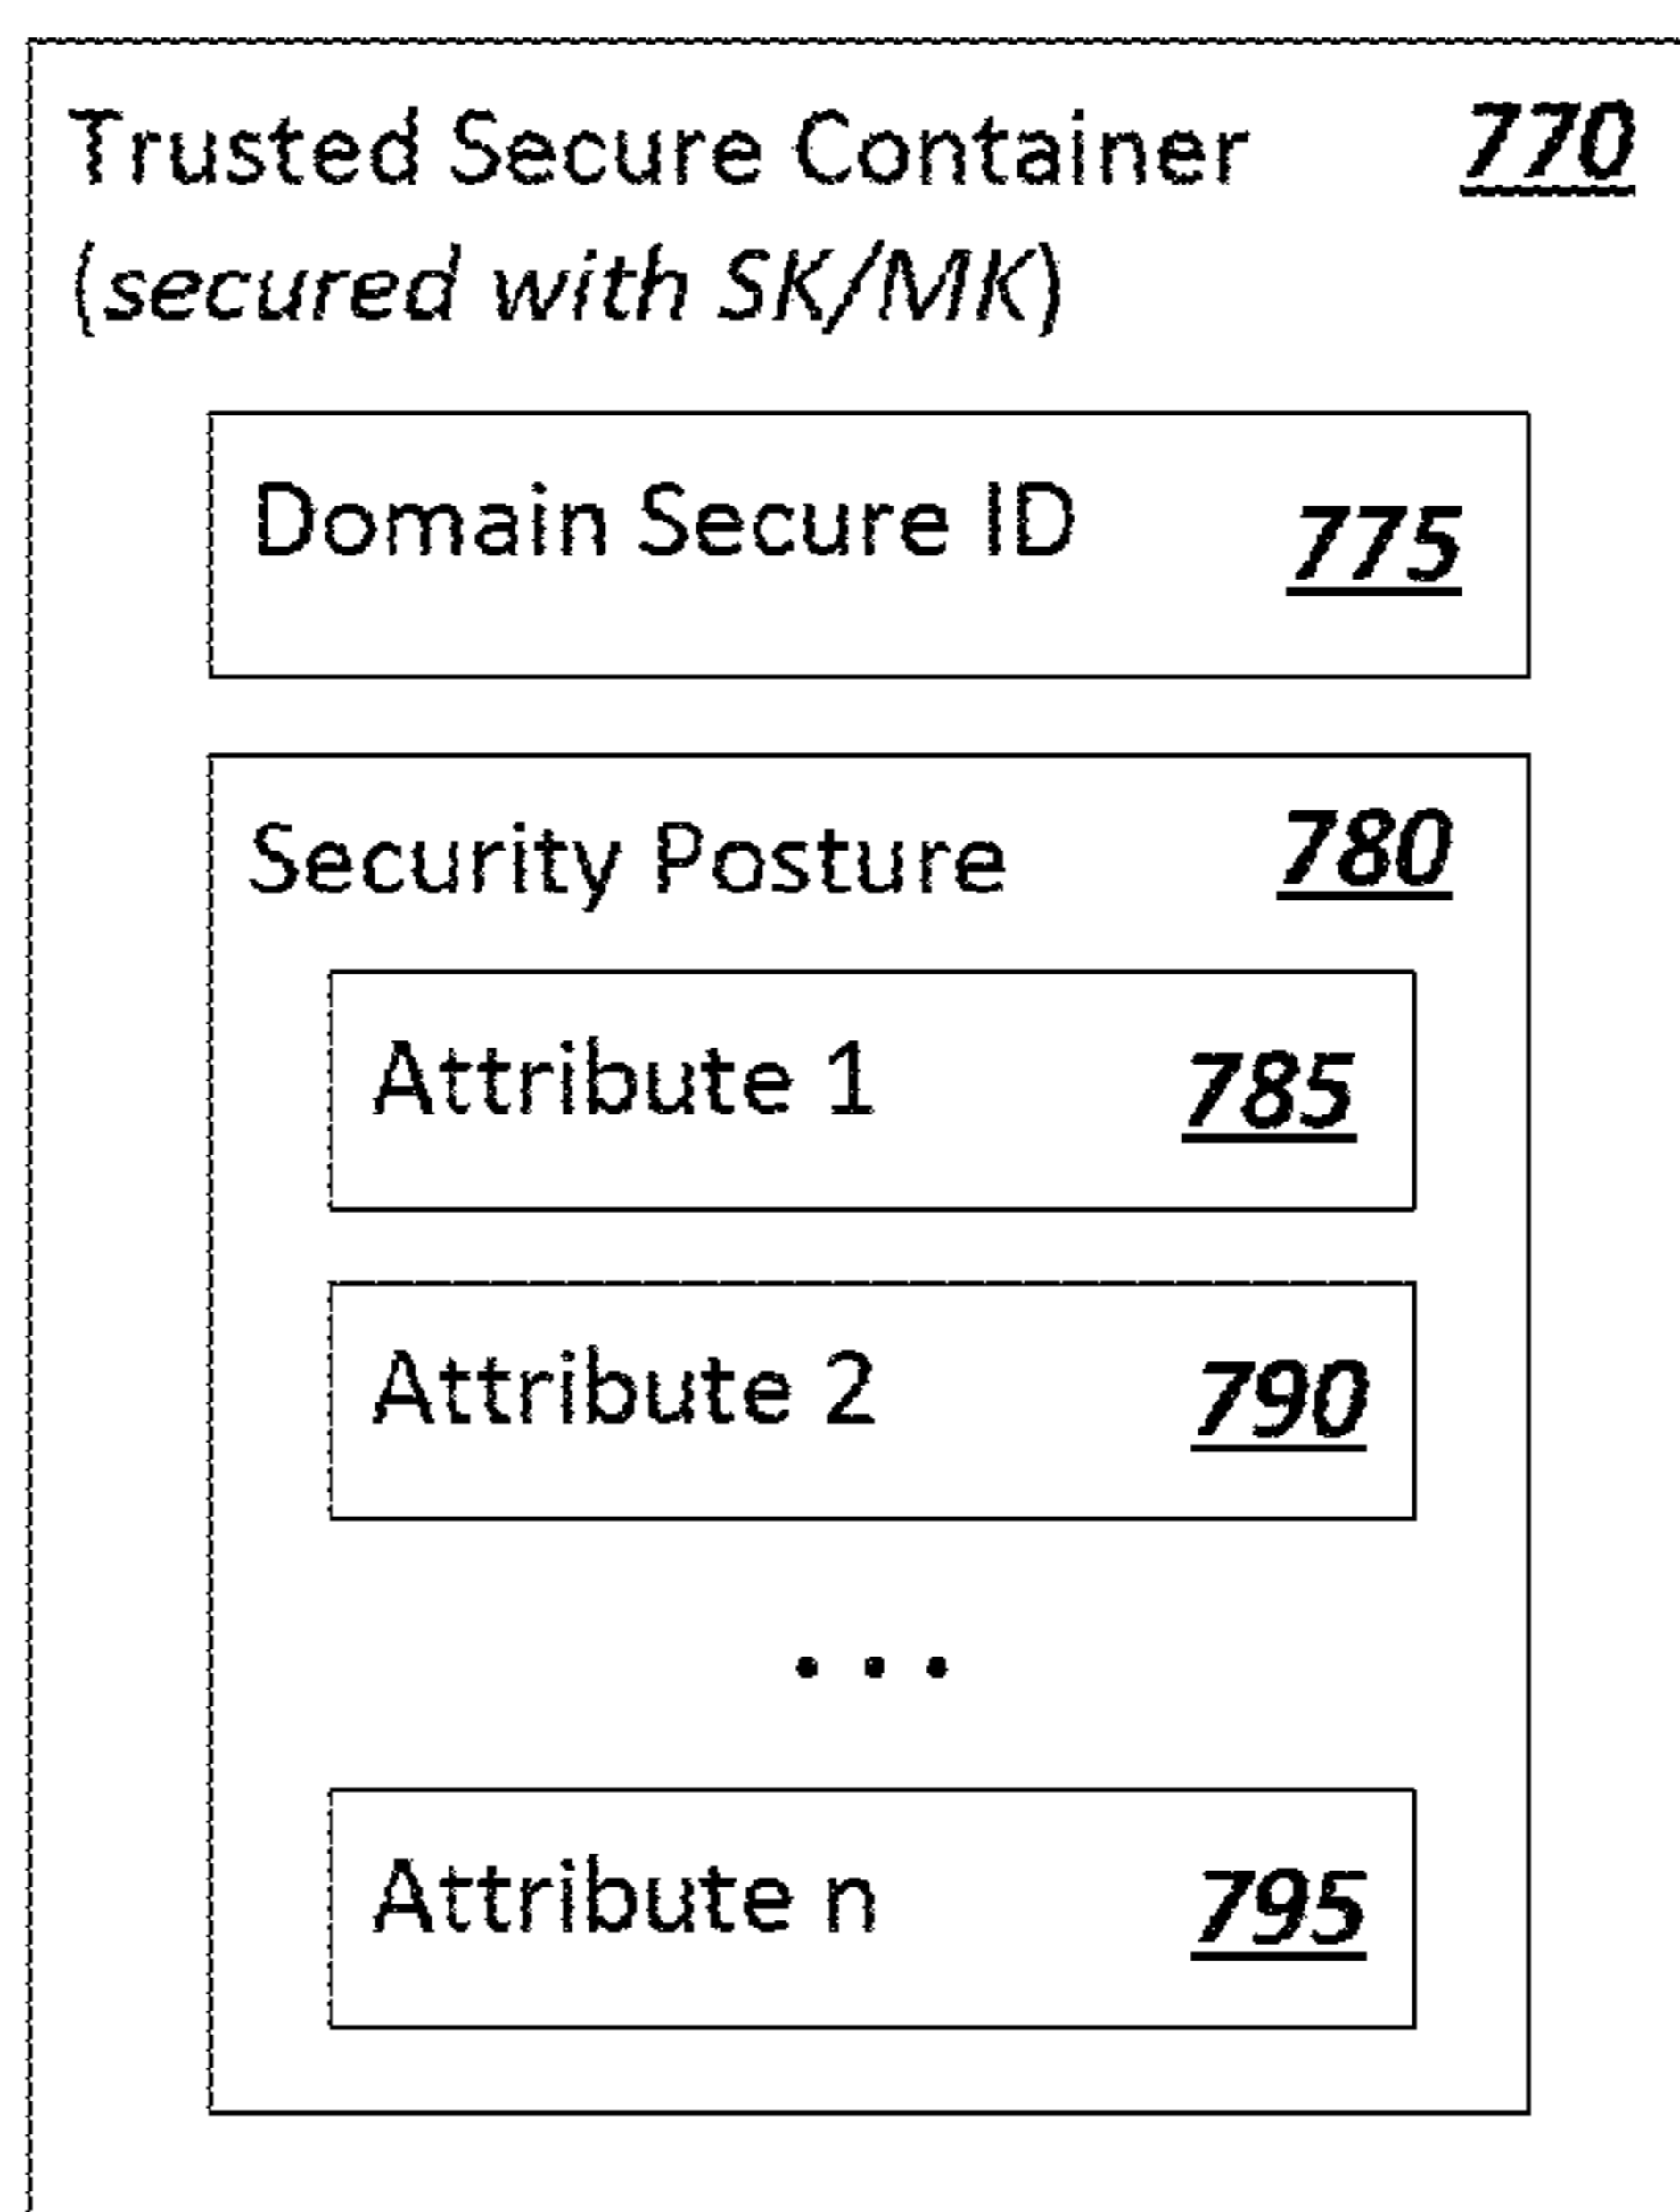 Trusted Secure Container 770
(secured with SK/MK)
Domain Secure ID 775
Security Posture 780
Attribute 1 785
Attribute 2 790
...
Attribute n 795